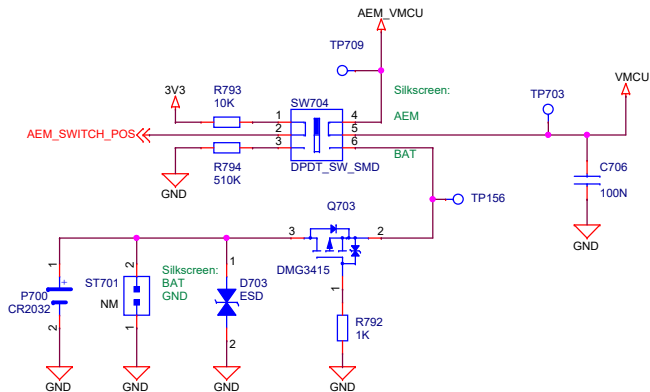 AEM_VMCU
TP709
VMCU
3V3
R793
10K
SW704
Silkscreen:
TP703
1
4
AEM
AEM_SWITCH_POS
2
5
3
6
BAT
R794
510K
DPDT_SW_SMD
C706
100N
GND
TP156
GND
Q703
3
2
DMG3415
1
1
2
1
ST701
Silkscreen:
BAT
GND
D703
ESD
P700
CR2032
+
NM
R792
1K
2
1
2
GND
GND
GND
GND